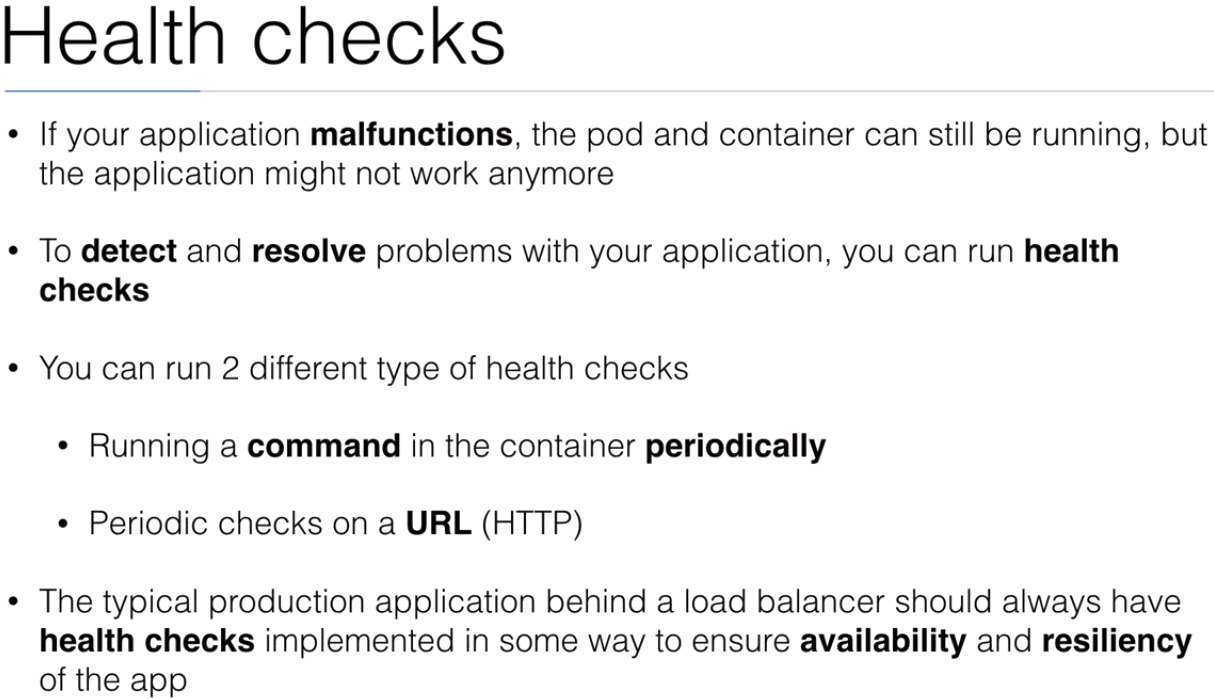 Health checks
• If your application malfunctions, the pod and container can still be running, but
the application might not work anymore
• To detect and resolve problems with your application, you can run health
checks
• You can run 2 different type of health checks
• Running a command in the container periodically
• Periodic checks on a URL (HTTP)
• The typical production application behind a load balancer should always have
health checks implemented in some way to ensure availability and resiliency
of the app